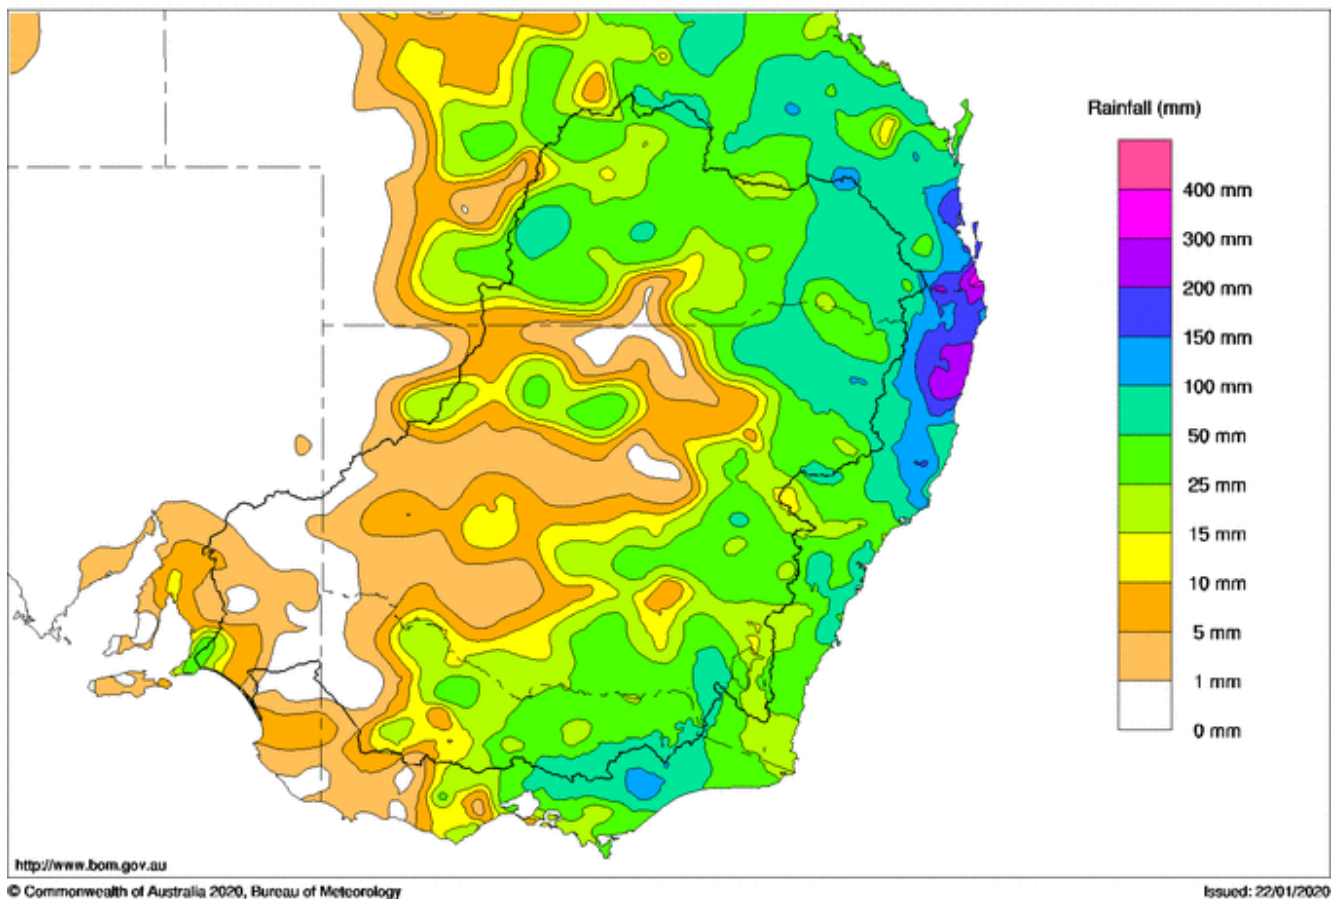 Rainfall (mm)
400 mm
300 mm
200 mm
150 mm
100 mm
50 mm
25 mm
15 mm
10 mm
5 mm
1 mm
0 mm
http://www.bom.gov.au
© Commonwealth of Australia 2020, Bureau of Meteorology
Issued: 22/01/2020